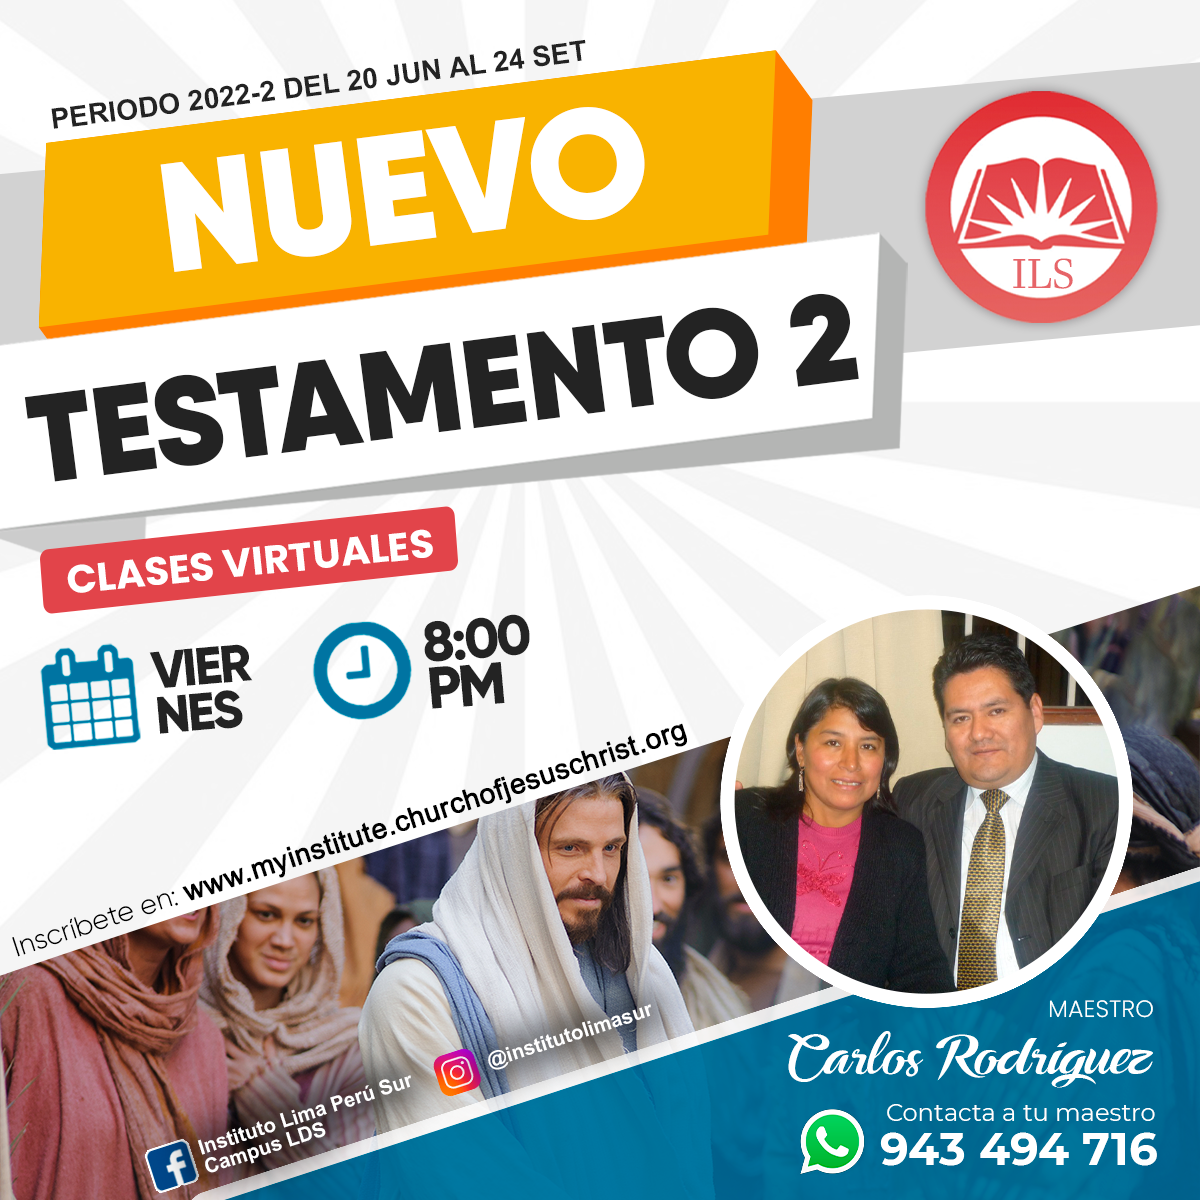 PERIODO 2022-2 DEL 20 JUN AL 24 SET
NUEVO
TESTAMENTO 2
ILS
CLASES VIRTUALES
VIER
NES
8:00
PM
Inscríbete en: www.myinstitute.churchofjesuschrist.org
@institutolimasur
Instituto Lima Perú Sur
Campus LDS
MAESTRO
Carlos Rodríguez
Contacta a tu maestro
943 494 716